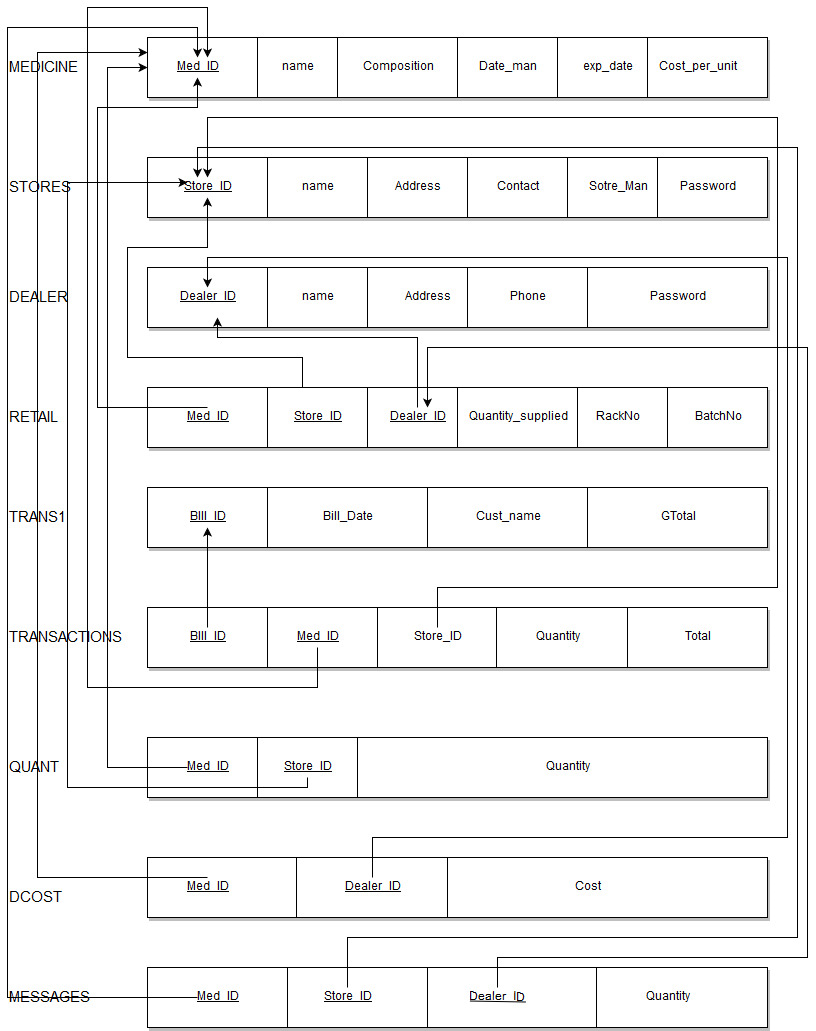 MEDICINE Med_ID name Composition Date_man exp_date Cost_per_unit
STORES Store_ID name Address Contact Sotre_Man Password
DEALER Dealer_ID name Address Phone Password
RETAIL Med_ID Store_ID Dealer_ID Quantity_supplied RackNo BatchNo
TRANS1 BIll_ID Bill_Date Cust_name GTotal
TRANSACTIONS BIll_ID Med_ID Store_ID Quantity Total
QUANT Med_ID Store_ID Quantity
DCOST Med_ID Dealer_ID Cost
MESSAGES Med_ID Store_ID Dealer_ID Quantity